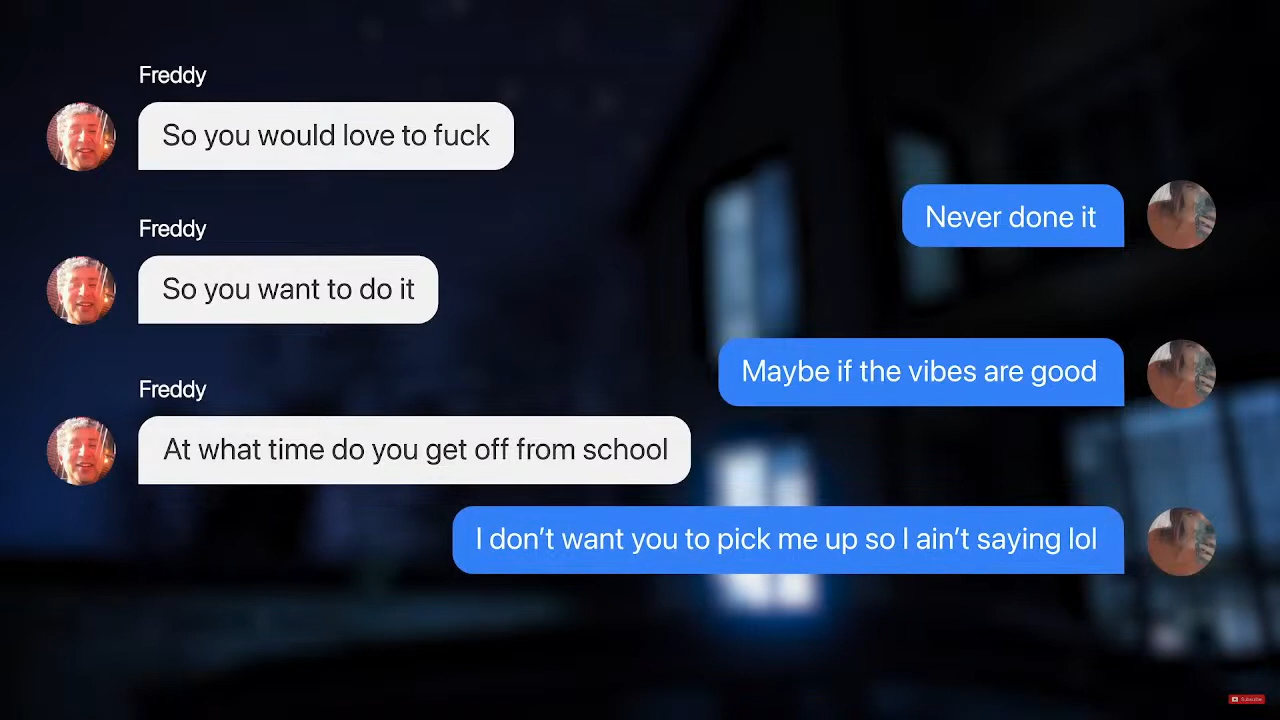 Freddy
So you would love to fuck
Never done it
Freddy
So you want to do it
Maybe if the vibes are good
Freddy
At what time do you get off from school
I don't want you to pick me up so I ain't saying lol
Subscribe